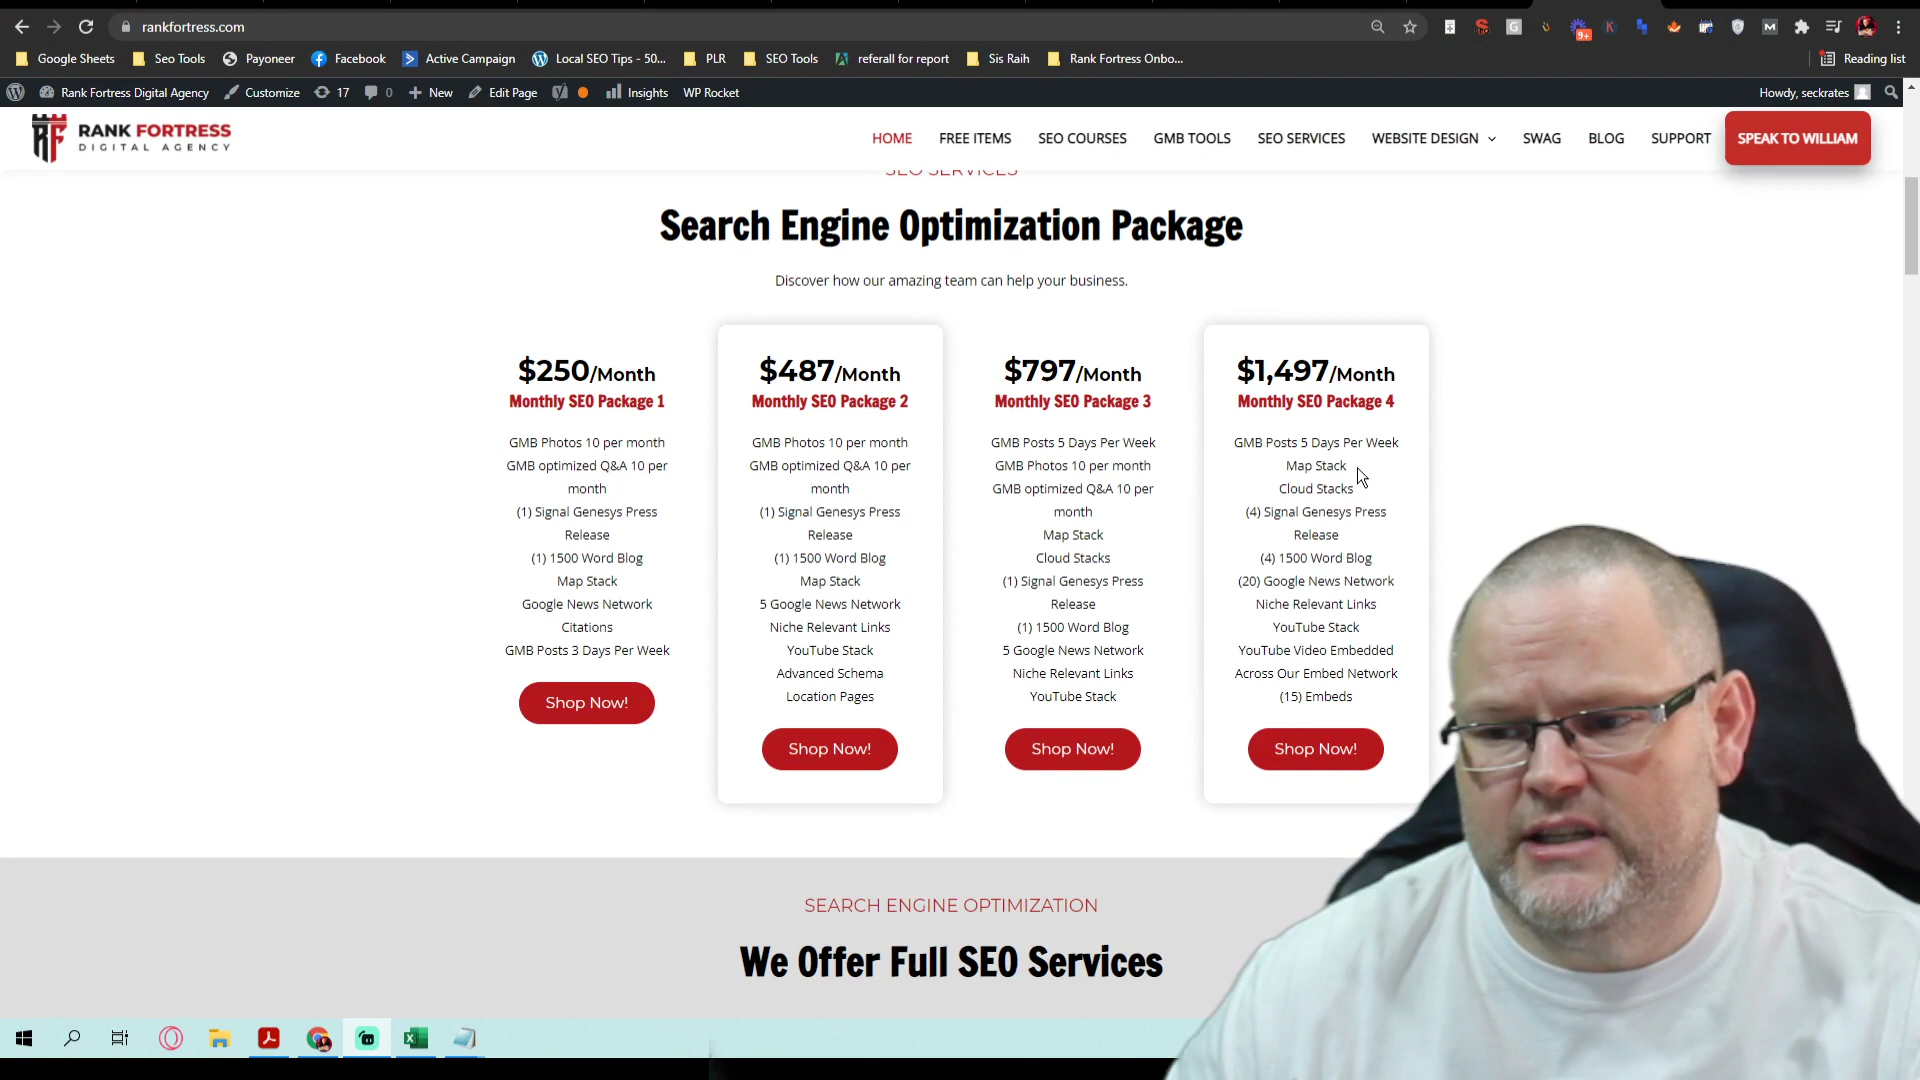 rankfortress.com
9+
Google Sheets
Seo Tools
Payoneer
Facebook
Active Campaign
Local SEO Tips - 50...
PLR
SEO Tools
referall for report
Sis Raih
Rank Fortress Onbo...
Reading list
Rank Fortress Digital Agency
Customize
17
0
New
Edit Page
Insights
WP Rocket
Howdy, seckrates
RANK FORTRESS
DIGITAL AGENCY
HOME
FREE ITEMS
SEO COURSES
GMB TOOLS
SEO SERVICES
WEBSITE DESIGN
SWAG
BLOG
SUPPORT
SPEAK TO WILLIAM
SEO SERVICES
Search Engine Optimization Package
Discover how our amazing team can help your business.
$250/Month
Monthly SEO Package 1
GMB Photos 10 per month
GMB optimized Q&A 10 per
month
(1) Signal Genesys Press
Release
(1) 1500 Word Blog
Map Stack
Google News Network
Citations
GMB Posts 3 Days Per Week
Shop Now!
$487/Month
Monthly SEO Package 2
GMB Photos 10 per month
GMB optimized Q&A 10 per
month
(1) Signal Genesys Press
Release
(1) 1500 Word Blog
Map Stack
5 Google News Network
Niche Relevant Links
YouTube Stack
Advanced Schema
Location Pages
Shop Now!
$797/Month
Monthly SEO Package 3
GMB Posts 5 Days Per Week
GMB Photos 10 per month
GMB optimized Q&A 10 per
month
Map Stack
Cloud Stacks
(1) Signal Genesys Press
Release
(1) 1500 Word Blog
5 Google News Network
Niche Relevant Links
YouTube Stack
Shop Now!
$1,497/Month
Monthly SEO Package 4
GMB Posts 5 Days Per Week
Map Stack
Cloud Stacks
(4) Signal Genesys Press
Release
(4) 1500 Word Blog
(20) Google News Network
Niche Relevant Links
YouTube Stack
YouTube Video Embedded
Across Our Embed Network
(15) Embeds
Shop Now!
SEARCH ENGINE OPTIMIZATION
We Offer Full SEO Services